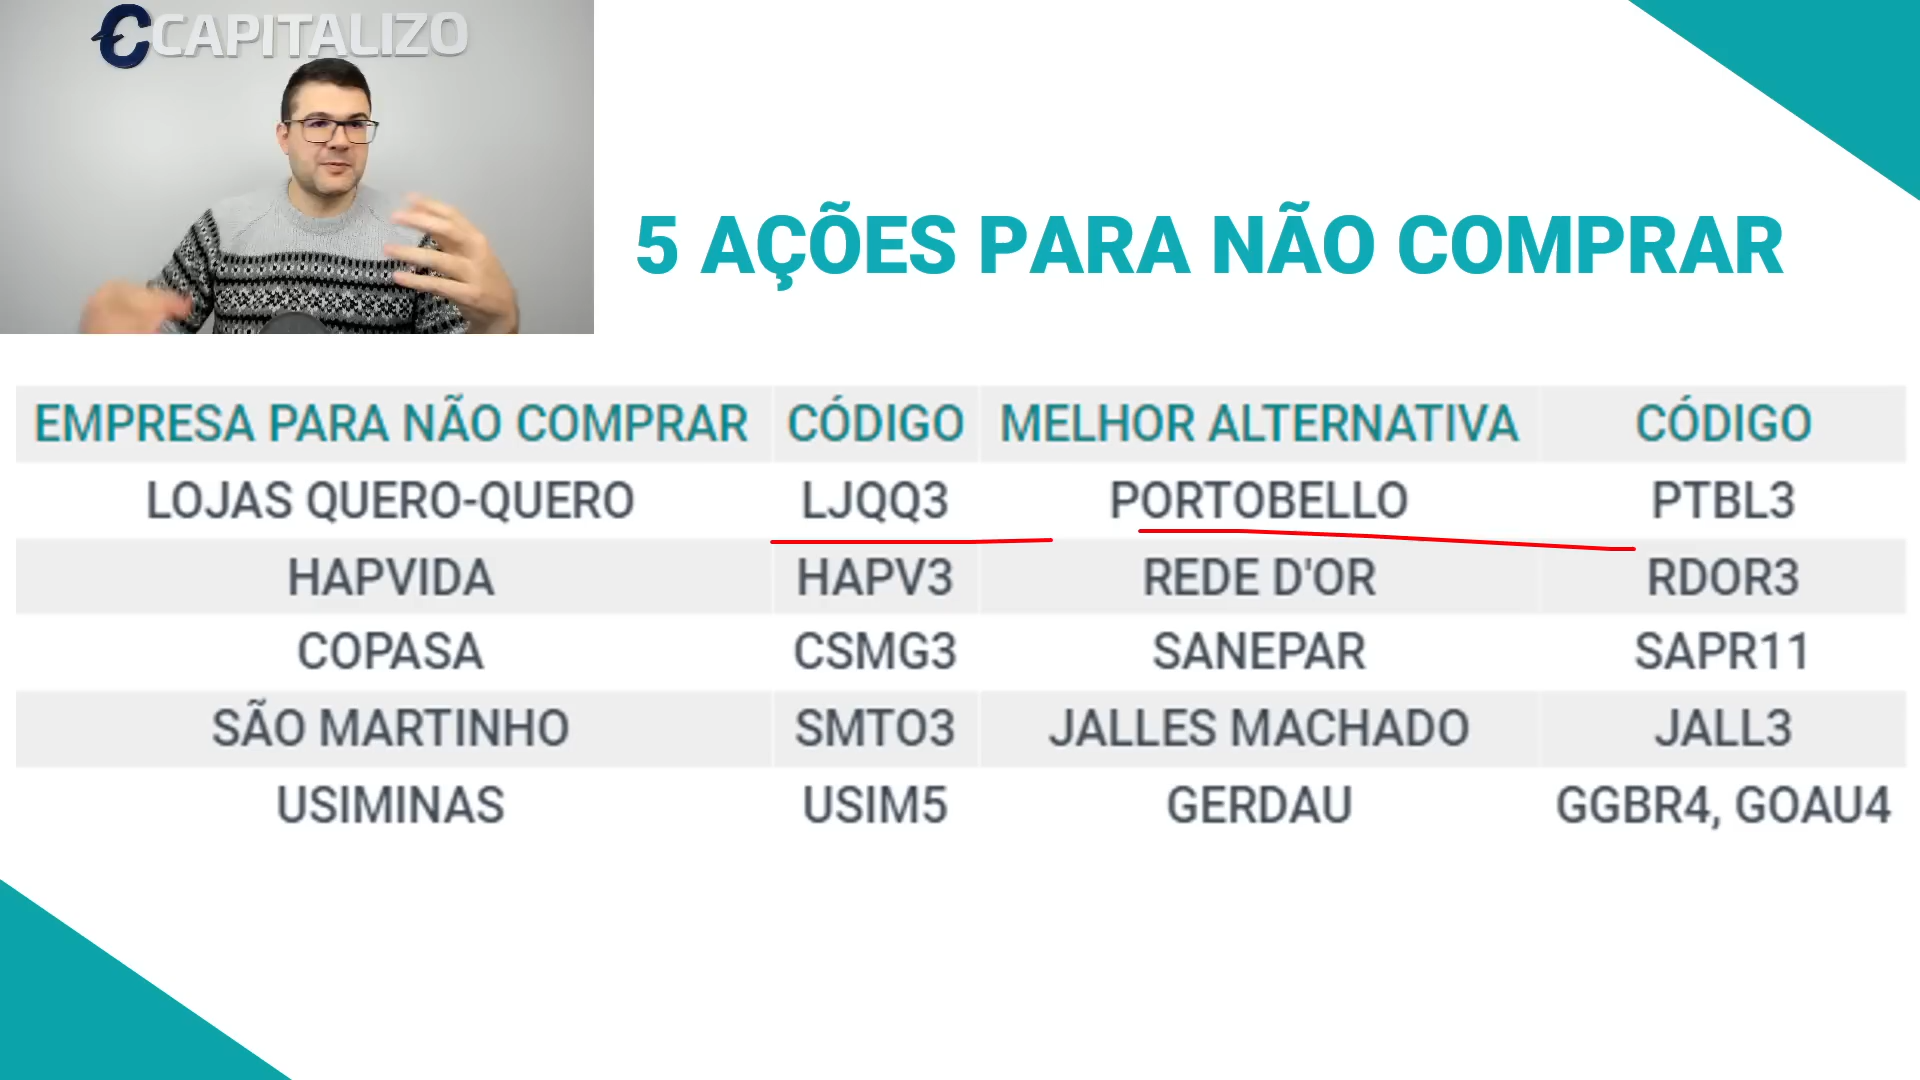 CAPITALIZO
5 AÇÕES PARA NÃO COMPRAR
EMPRESA PARA NÃO COMPRAR CÓDIGO MELHOR ALTERNATIVA CÓDIGO
LOJAS QUERO-QUERO LJQQ3 PORTOBELLO PTBL3
HAPVIDA HAPV3 REDE D'OR RDOR3
COPASA CSMG3 SANEPAR SAPR11
SÃO MARTINHO SMTO3 JALLES MACHADO JALL3
USIMINAS USIM5 GERDAU GGBR4, GOAU4